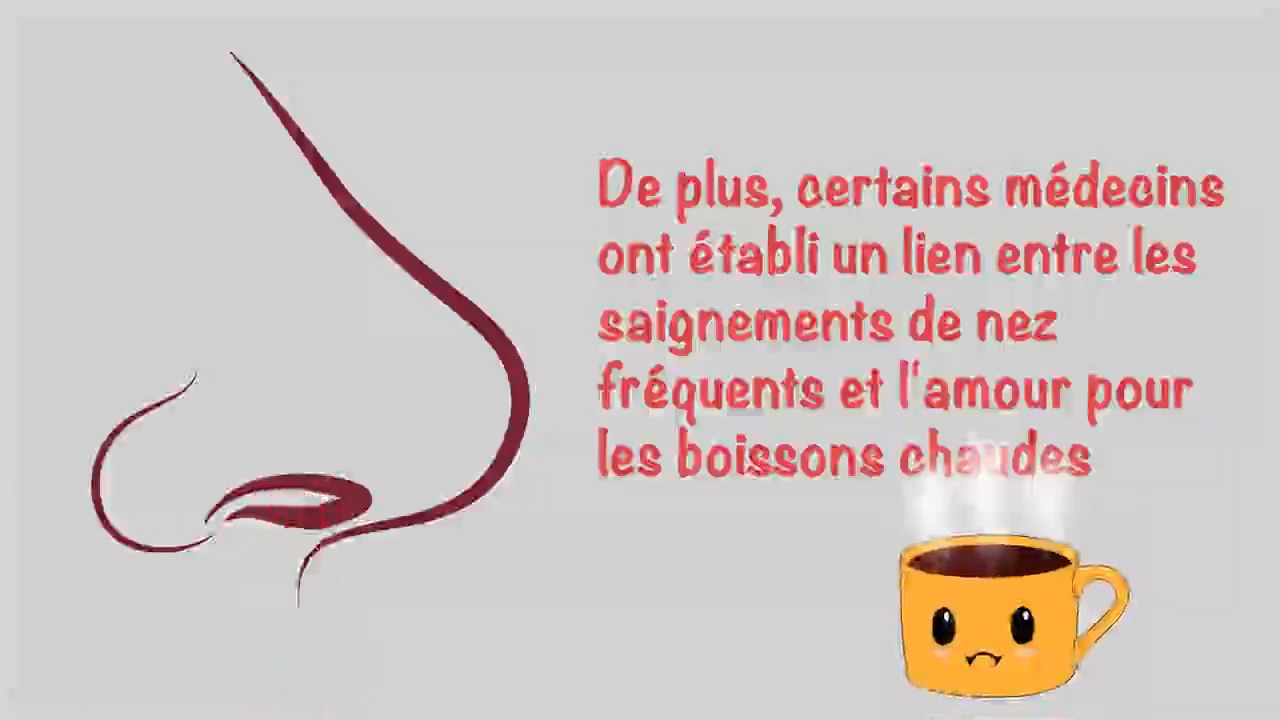 De plus, certains médecins
ont établi un lien entre les
saignements de nez
fréquents et l'amour pour
les boissons chaudes